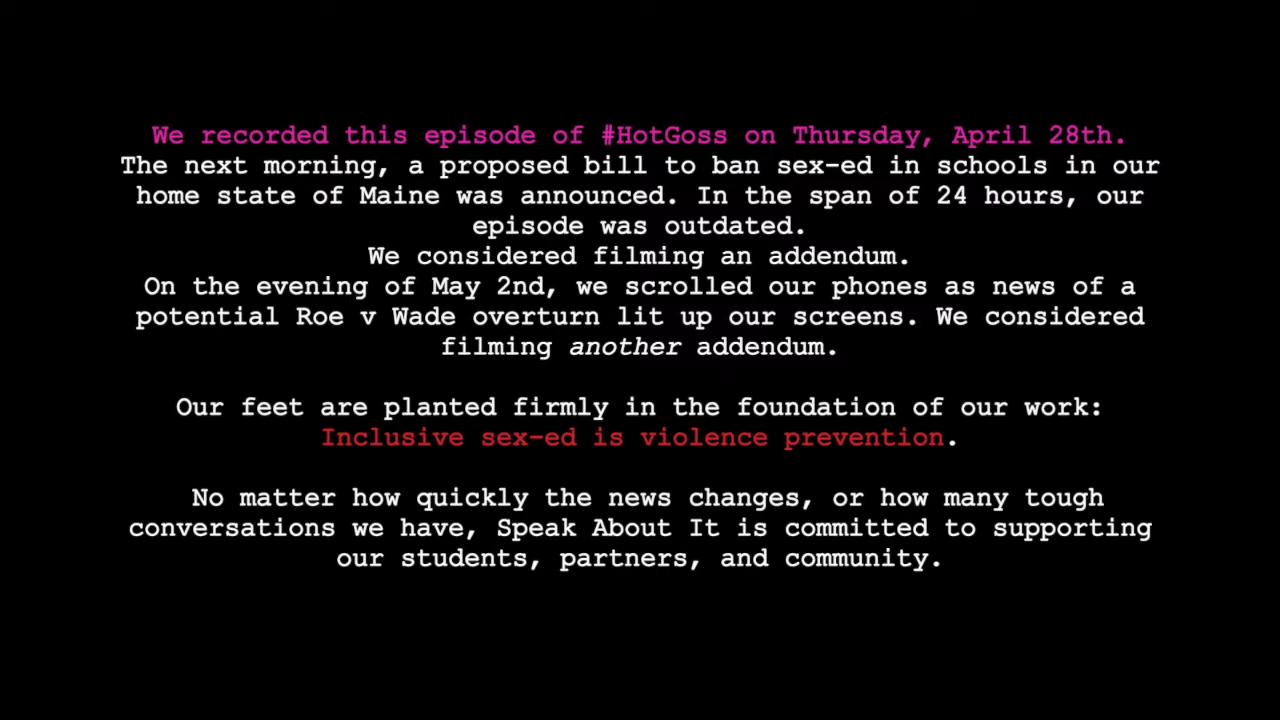 We recorded this episode of #HotGoss on Thursday, April 28th.
The next morning, a proposed bill to ban sex-ed in schools in our
home state of Maine was announced. In the span of 24 hours, our
episode was outdated.
We considered filming an addendum.
On the evening of May 2nd, we scrolled our phones as news of a
potential Roe v Wade overturn lit up our screens. We considered
filming another addendum.
Our feet are planted firmly in the foundation of our work:
Inclusive sex-ed is violence prevention.
No matter how quickly the news changes, or how many tough
conversations we have, Speak About It is committed to supporting
our students, partners, and community.